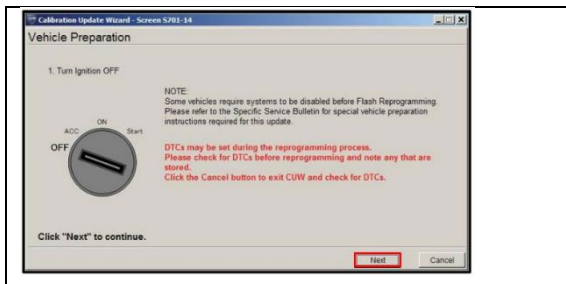 Calibration Update Wizard - Screen S701-14
Vehicle Preparation
1. Turn Ignition OFF
NOTE:
Some vehicles require systems to be disabled before Flash Reprogramming.
Please refer to the Specific Service Bulletin for special vehicle preparation
instructions required for this update.
ON
ACC
Start
OFF
DTCs may be set during the reprogramming process.
Please check for DTCs before reprogramming and note any that are
stored.
Click the Cancel button to exit CUW and check for DTCs.
Click "Next" to continue.
Next
Cancel